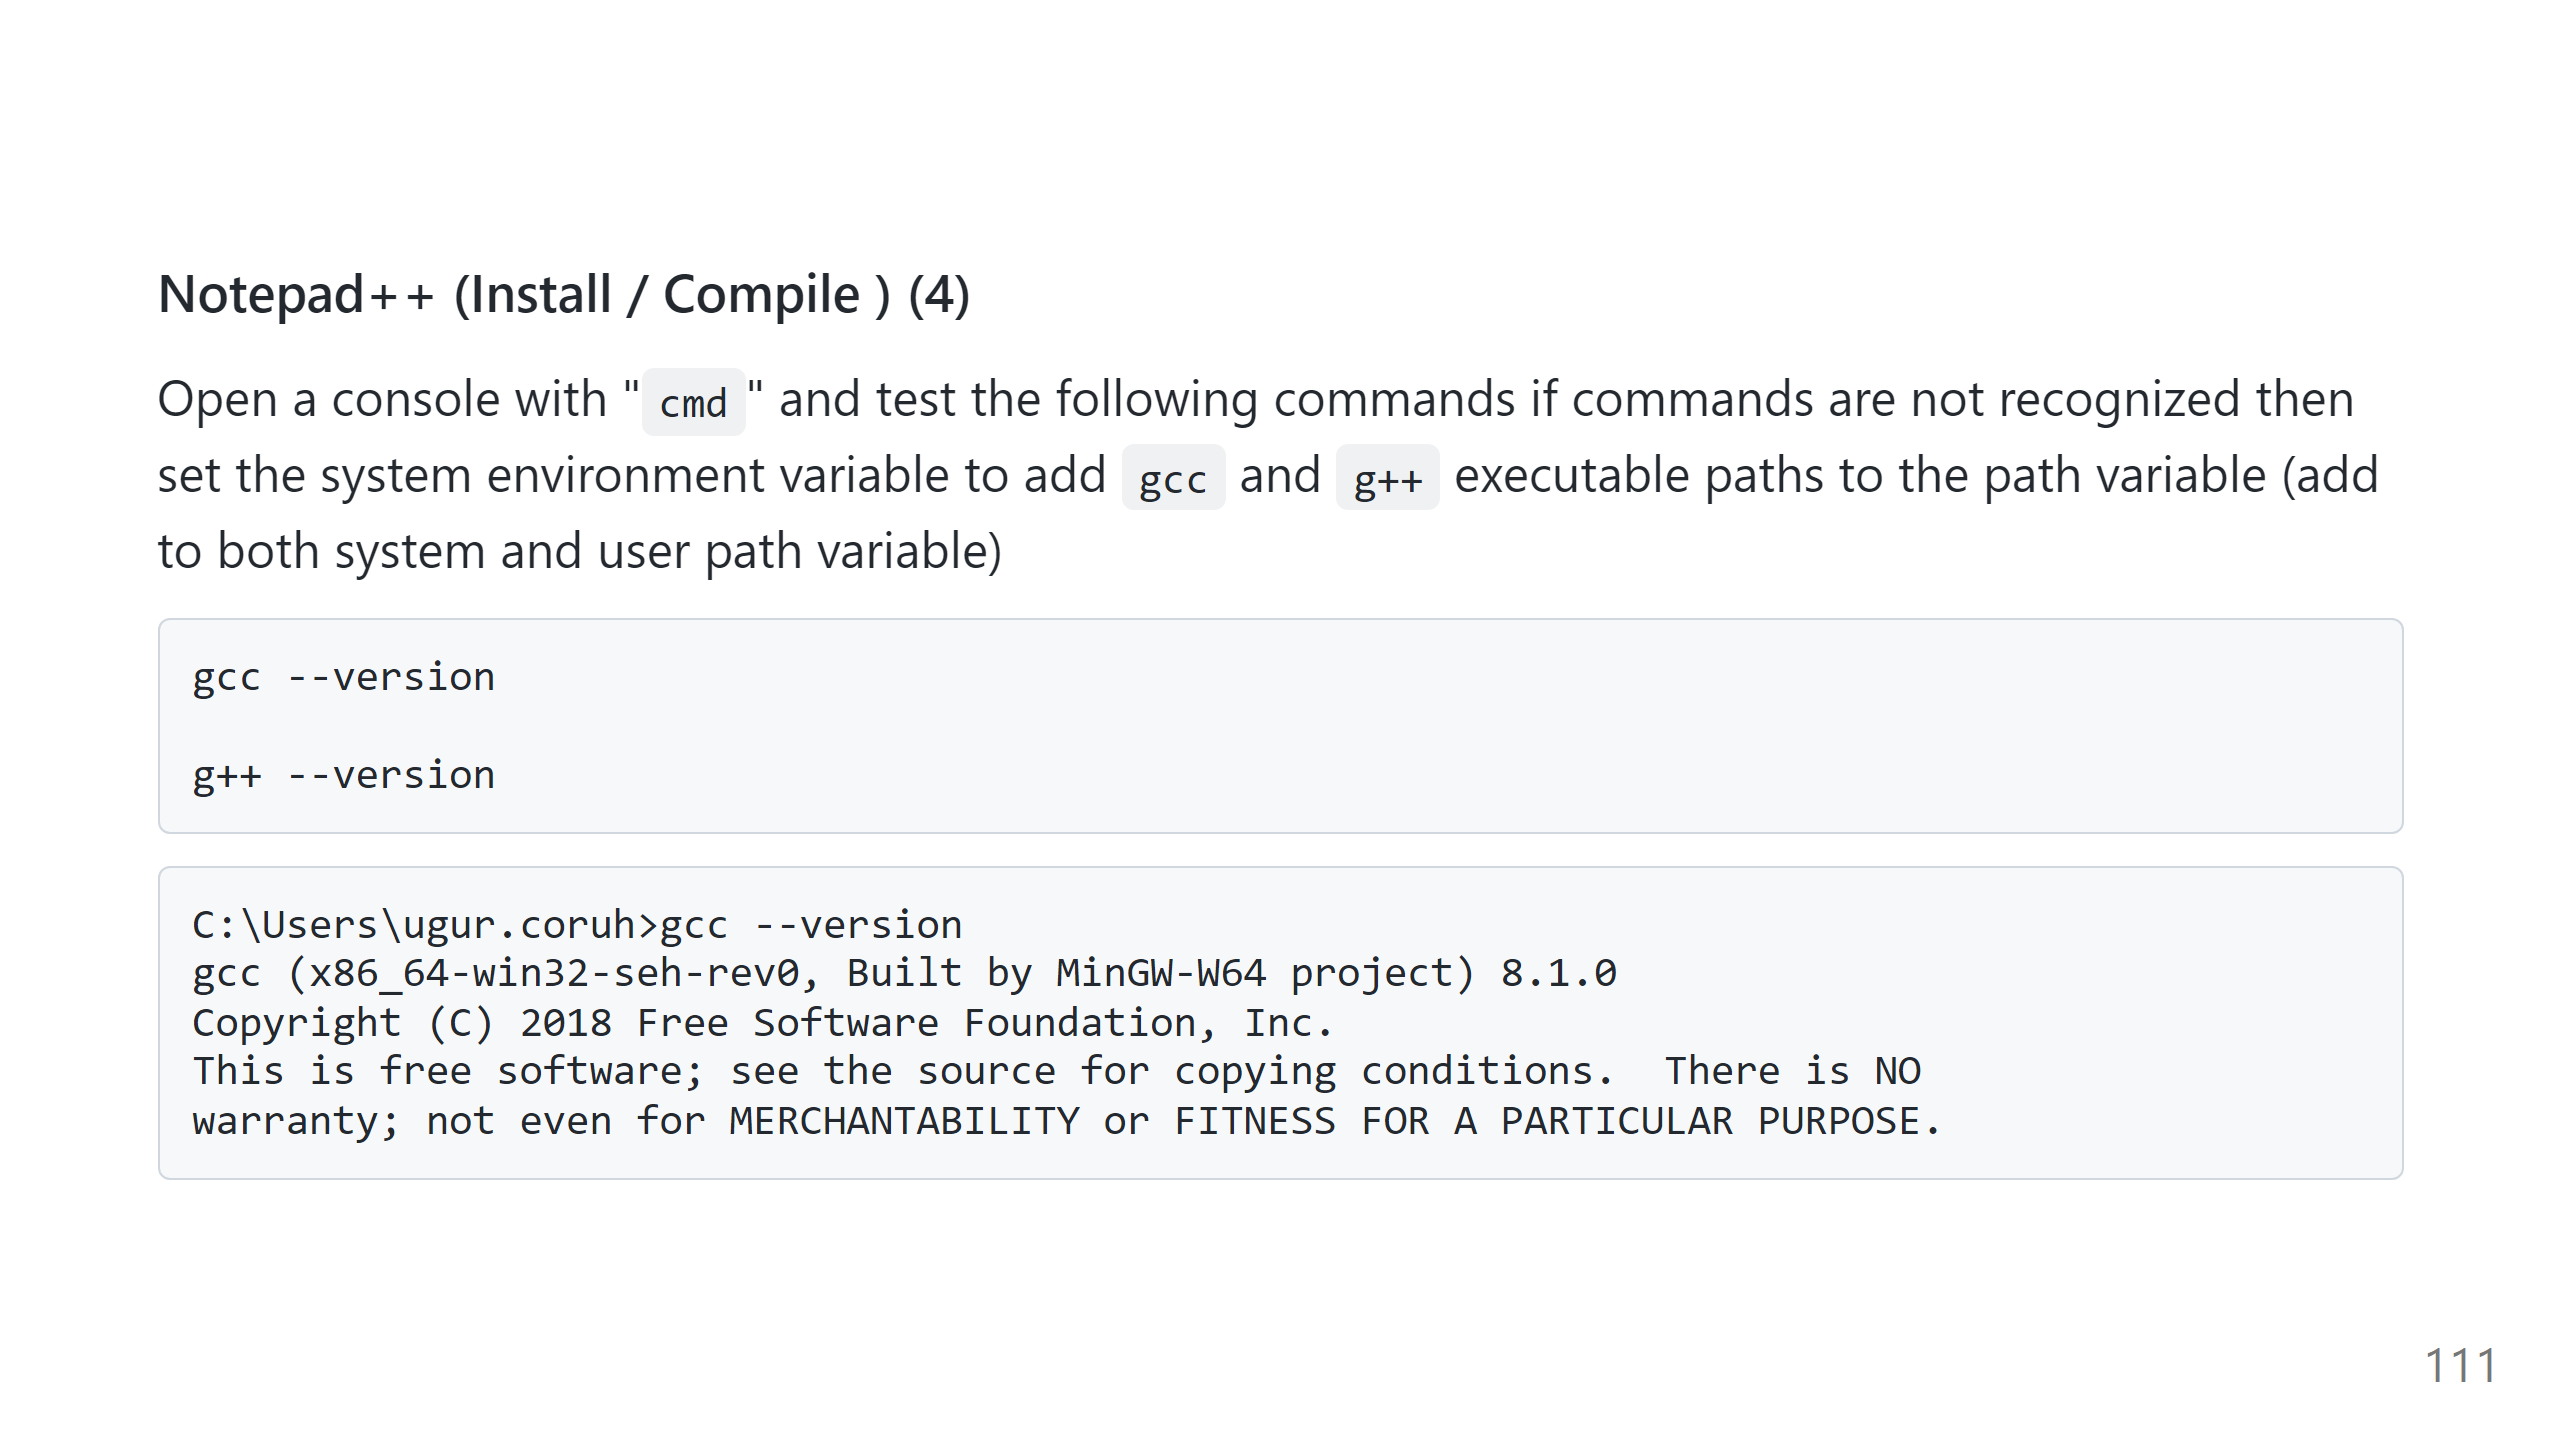 Notepad++ (Install / Compile ) (4)
Open a console with "cmd" and test the following commands if commands are not recognized then
set the system environment variable to add gcc and g++ executable paths to the path variable (add
to both system and user path variable)
gcc --version
g++ --version
C:\Users\ugur.coruh>gcc --version
gcc (x86_64-win32-seh-rev0, Built by MinGW-W64 project) 8.1.0
Copyright (C) 2018 Free Software Foundation, Inc.
This is free software; see the source for copying conditions.  There is NO
warranty; not even for MERCHANTABILITY or FITNESS FOR A PARTICULAR PURPOSE.
111